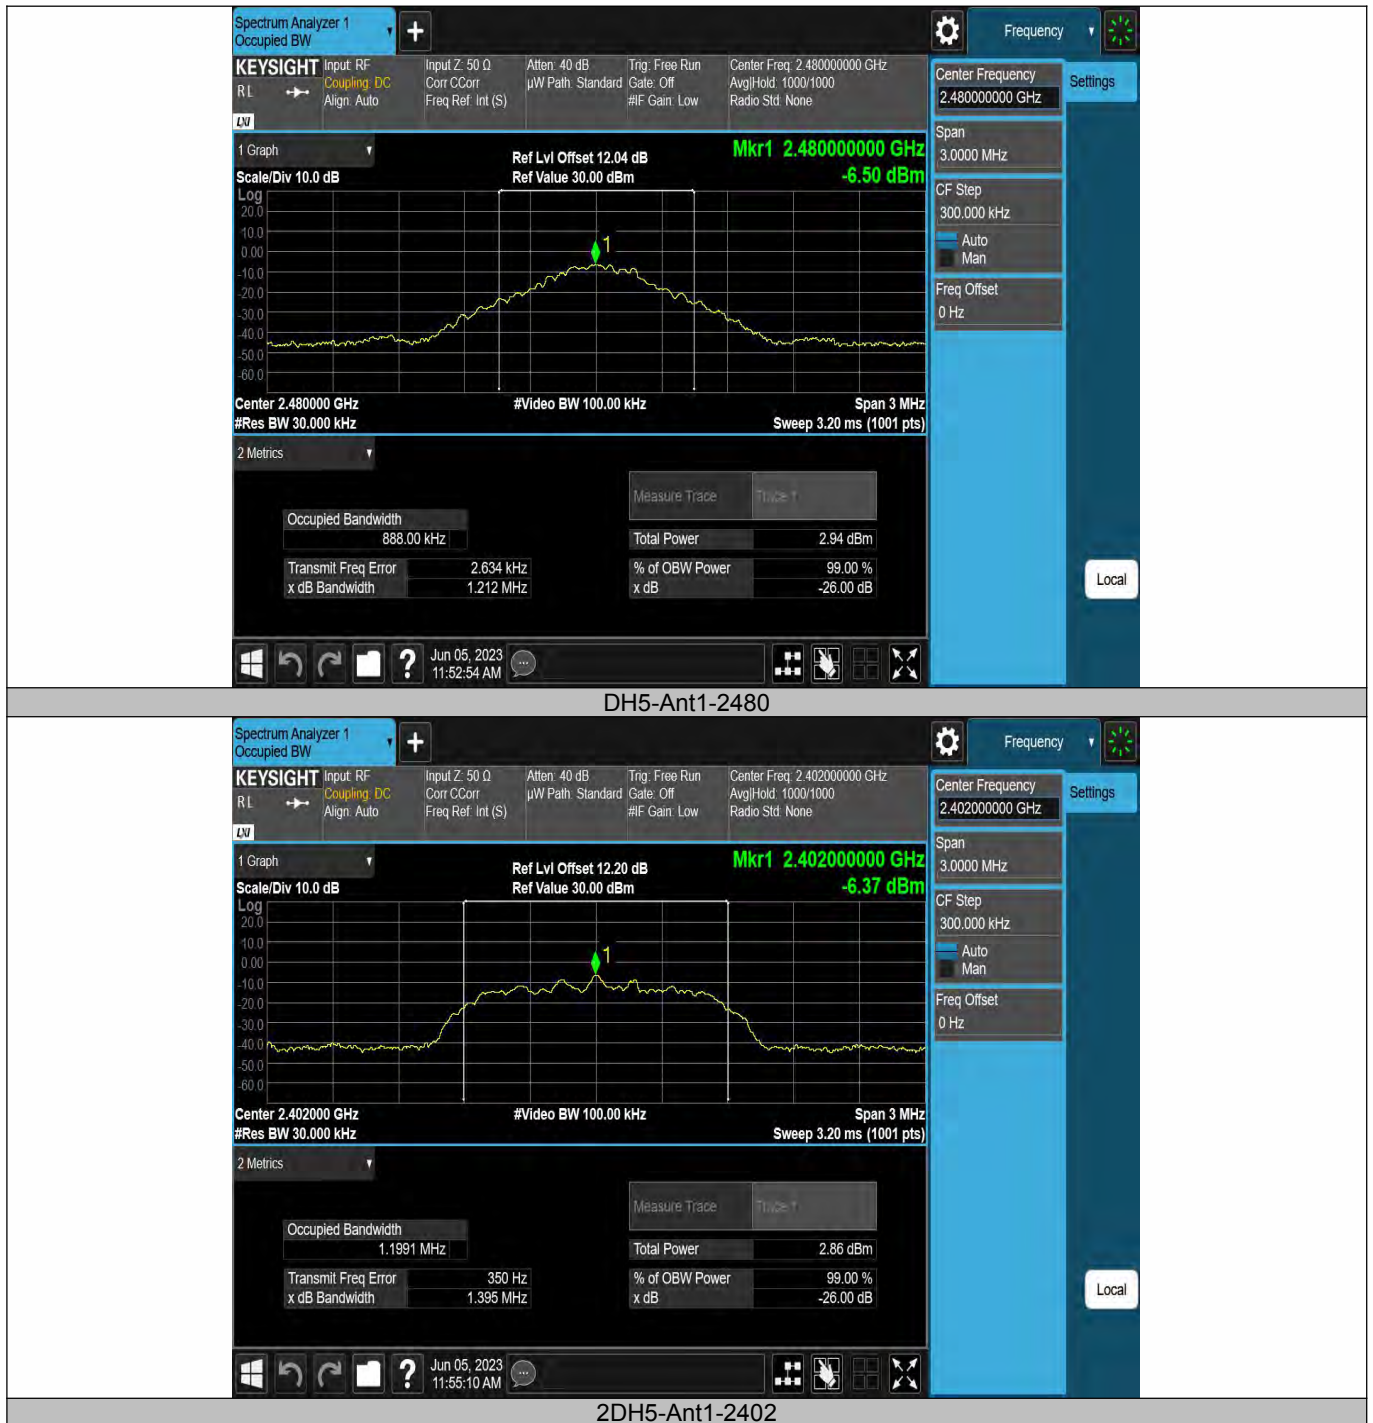 Spectrum Analyzer 1
Occupied BW
Frequency
KEYSIGHT
RL
LXI
Input: RF
Coupling: DC
Align: Auto
Input Z: 50 Ω
Corr CCorr
Freq Ref: Int (S)
Atten: 40 dB
µW Path: Standard
Trig: Free Run
Gate: Off
#IF Gain: Low
Center Freq: 2.480000000 GHz
Avg|Hold: 1000/1000
Radio Std: None
Center Frequency
2.480000000 GHz
Settings
Span
3.0000 MHz
CF Step
300.000 kHz
Auto
Man
Freq Offset
0 Hz
Local
1 Graph
Scale/Div 10.0 dB
Ref Lvl Offset 12.04 dB
Ref Value 30.00 dBm
Mkr1 2.480000000 GHz
-6.50 dBm
Log
20.0
10.0
0.00
-10.0
-20.0
-30.0
-40.0
-50.0
-60.0
1
Center 2.480000 GHz
#Res BW 30.000 kHz
#Video BW 100.00 kHz
Span 3 MHz
Sweep 3.20 ms (1001 pts)
2 Metrics
Measure Trace Trace 1
Occupied Bandwidth
888.00 kHz
Total Power 2.94 dBm
Transmit Freq Error 2.634 kHz
x dB Bandwidth 1.212 MHz
% of OBW Power 99.00 %
x dB -26.00 dB
?
Jun 05, 2023
11:52:54 AM
DH5-Ant1-2480
Spectrum Analyzer 1
Occupied BW
Frequency
KEYSIGHT
RL
LXI
Input: RF
Coupling: DC
Align: Auto
Input Z: 50 Ω
Corr CCorr
Freq Ref: Int (S)
Atten: 40 dB
µW Path: Standard
Trig: Free Run
Gate: Off
#IF Gain: Low
Center Freq: 2.402000000 GHz
Avg|Hold: 1000/1000
Radio Std: None
Center Frequency
2.402000000 GHz
Settings
Span
3.0000 MHz
CF Step
300.000 kHz
Auto
Man
Freq Offset
0 Hz
Local
1 Graph
Scale/Div 10.0 dB
Ref Lvl Offset 12.20 dB
Ref Value 30.00 dBm
Mkr1 2.402000000 GHz
-6.37 dBm
Log
20.0
10.0
0.00
-10.0
-20.0
-30.0
-40.0
-50.0
-60.0
1
Center 2.402000 GHz
#Res BW 30.000 kHz
#Video BW 100.00 kHz
Span 3 MHz
Sweep 3.20 ms (1001 pts)
2 Metrics
Measure Trace Trace 1
Occupied Bandwidth
1.1991 MHz
Total Power 2.86 dBm
Transmit Freq Error 350 Hz
x dB Bandwidth 1.395 MHz
% of OBW Power 99.00 %
x dB -26.00 dB
?
Jun 05, 2023
11:55:10 AM
2DH5-Ant1-2402